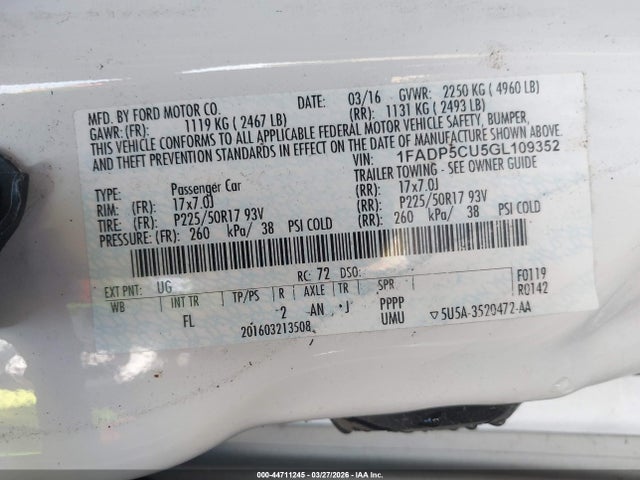 MFD. BY FORD MOTOR CO. DATE: 03/16 GVWR: 2250 KG ( 4960 LB)
GAWR: (FR): 1119 KG ( 2467 LB) (RR): 1131 KG ( 2493 LB)
THIS VEHICLE CONFORMS TO ALL APPLICABLE FEDERAL MOTOR VEHICLE SAFETY, BUMPER,
AND THEFT PREVENTION STANDARDS IN EFFECT ON THE DATE OF MANUFACTURE SHOWN ABOVE.
VIN: 1FADP5CU5GL109352
TYPE: Passenger Car TRAILER TOWING - SEE OWNER GUIDE
RIM: (FR): 17x7.0J (RR): 17x7.0J
TIRE: (FR): P225/50R17 93V (RR): P225/50R17 93V
PRESSURE: (FR): 260 kPa/ 38 PSI COLD (RR): 260 kPa/ 38 PSI COLD
EXT PNT: UG RC: 72 DSO: F0119
WB INT TR TP/PS R AXLE TR SPR R0142
FL 2 AN •J PPPP
201603213508 UMU ▽5U5A-3520472-AA
000-44711245 - 03/27/2026 - IAA, Inc.